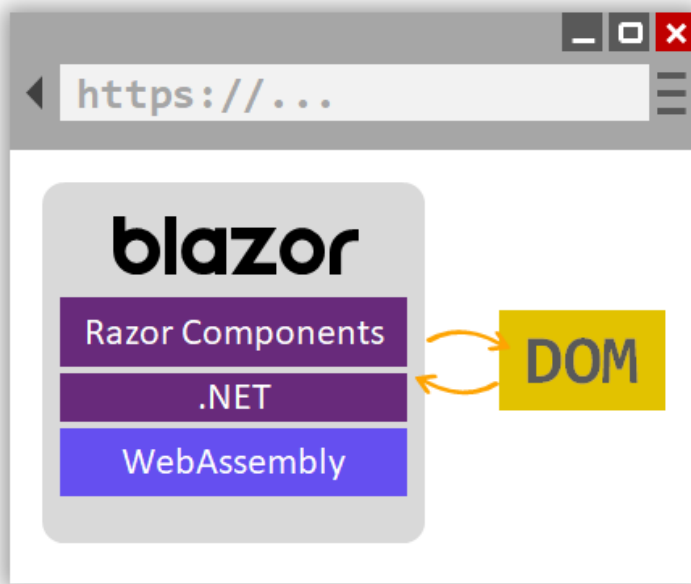 https://...
blazor
Razor Components
.NET
WebAssembly
DOM